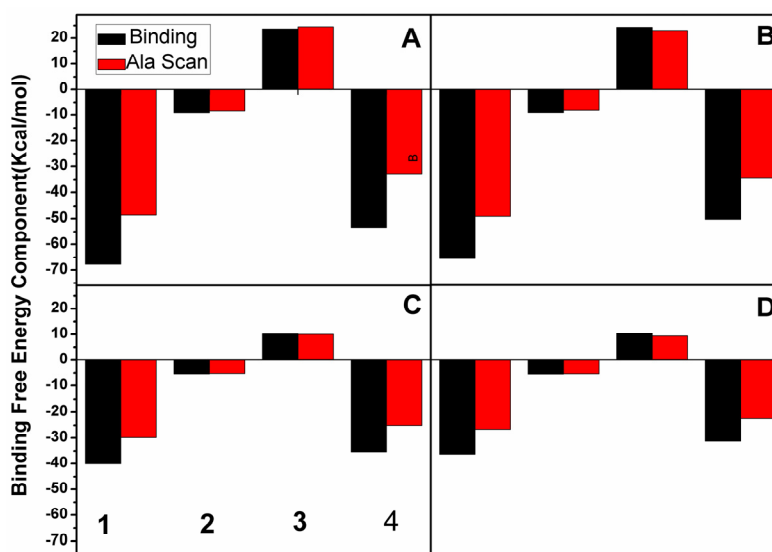 Binding Free Energy Component(Kcal/mol)
Binding
Ala Scan
A
B
20
10
0
-10
-20
-30
-40
-50
-60
-70
B
C
D
20
10
0
-10
-20
-30
-40
-50
-60
-70
1 2 3 4